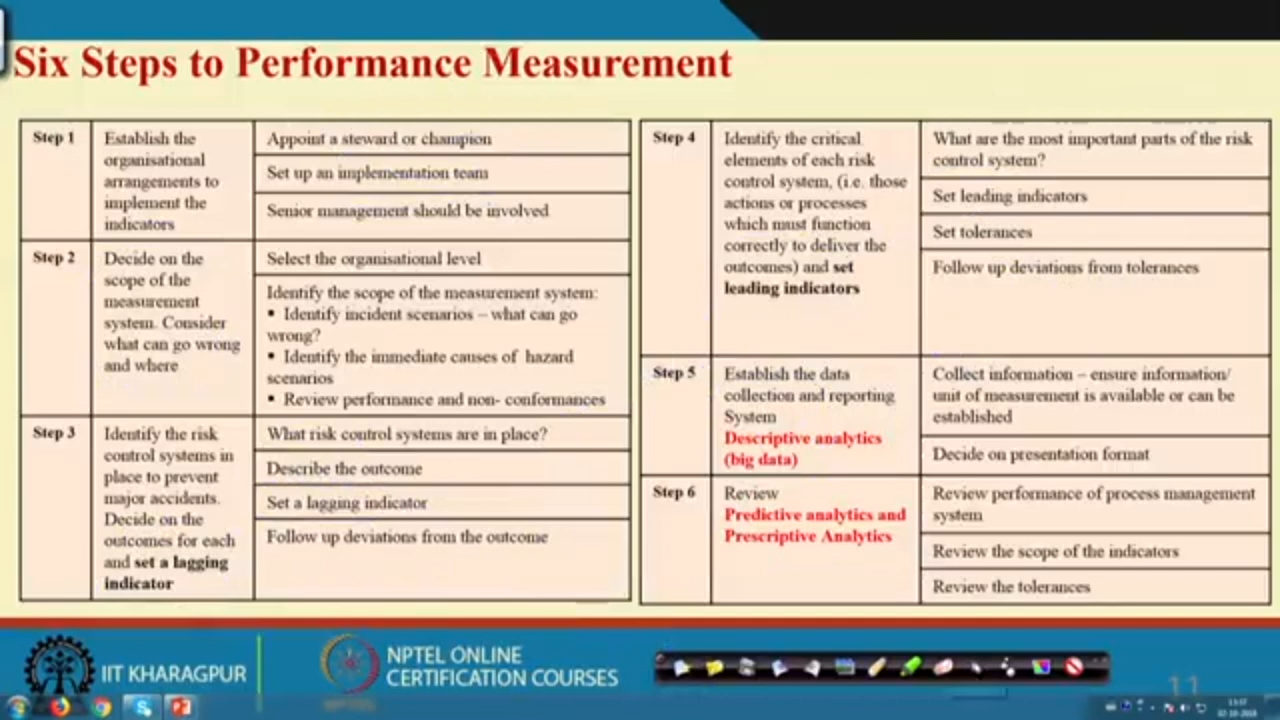 Six Steps to Performance Measurement
Step 1
Establish the
organisational
arrangements to
implement the
indicators
Appoint a steward or champion
Set up an implementation team
Senior management should be involved
Step 2
Decide on the
scope of the
measurement
system. Consider
what can go wrong
and where
Select the organisational level
Identify the scope of the measurement system:
▪ Identify incident scenarios – what can go
wrong?
▪ Identify the immediate causes of hazard
scenarios
▪ Review performance and non- conformances
Step 3
Identify the risk
control systems in
place to prevent
major accidents.
Decide on the
outcomes for each
and set a lagging
indicator
What risk control systems are in place?
Describe the outcome
Set a lagging indicator
Follow up deviations from the outcome
Step 4
Identify the critical
elements of each risk
control system, (i.e. those
actions or processes
which must function
correctly to deliver the
outcomes) and set
leading indicators
What are the most important parts of the risk
control system?
Set leading indicators
Set tolerances
Follow up deviations from tolerances
Step 5
Establish the data
collection and reporting
System
Descriptive analytics
(big data)
Collect information – ensure information/
unit of measurement is available or can be
established
Decide on presentation format
Step 6
Review
Predictive analytics and
Prescriptive Analytics
Review performance of process management
system
Review the scope of the indicators
Review the tolerances
IIT KHARAGPUR
NPTEL ONLINE
CERTIFICATION COURSES
11